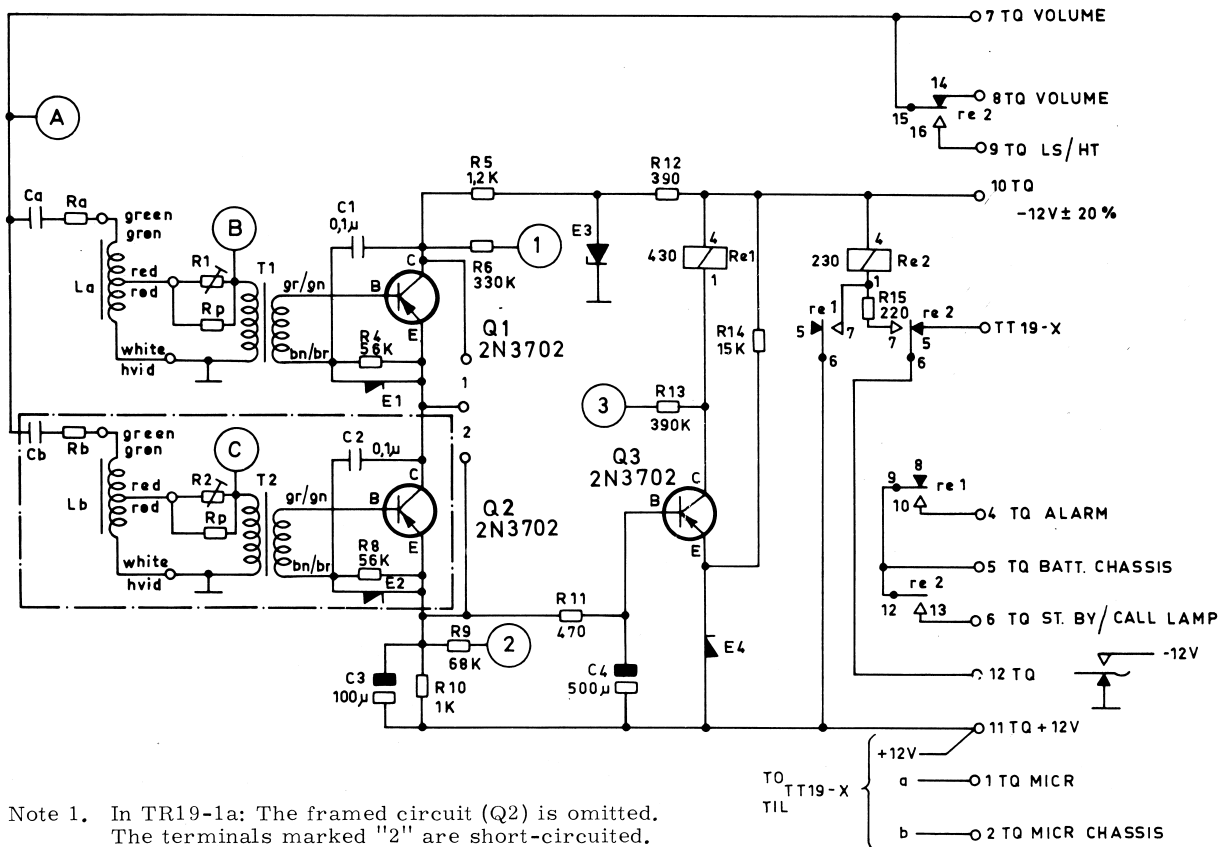 7 TQ VOLUME
14
8 TQ VOLUME
15
re 2
16
9 TQ LS/HT
A
R5
1,2K
R12
390
10 TQ
-12V ± 20 %
Ca
Ra
green
grøn
B
C1
0,1µ
1
R6
330K
E3
4
430
Re1
1
4
230
Re2
1
La
red
rød
R1
Rp
T1
gr/gn
C
B
E
Q1
2N3702
R14
15K
re 1
5
7
6
R15
220
re 2
7
5
6
TT19-X
white
hvid
bn/br
R4
56K
E1
1
3
R13
390K
Cb
Rb
green
grøn
C
C2
0,1µ
2
Lb
red
rød
R2
Rp
T2
gr/gn
C
B
E
Q2
2N3702
Q3
2N3702
C
B
E
8
9
re 1
10
4 TQ ALARM
white
hvid
bn/br
R8
56K
E2
5 TQ BATT. CHASSIS
re 2
12
13
6 TQ ST. BY/CALL LAMP
R11
470
R9
68K
2
E4
-12V
C3
100µ
R10
1K
C4
500µ
12 TQ
11 TQ +12V
+12V
TO
TIL
TT19-X
a
1 TQ MICR
b
2 TQ MICR CHASSIS
Note 1. In TR19-1a: The framed circuit (Q2) is omitted.
The terminals marked "2" are short-circuited.